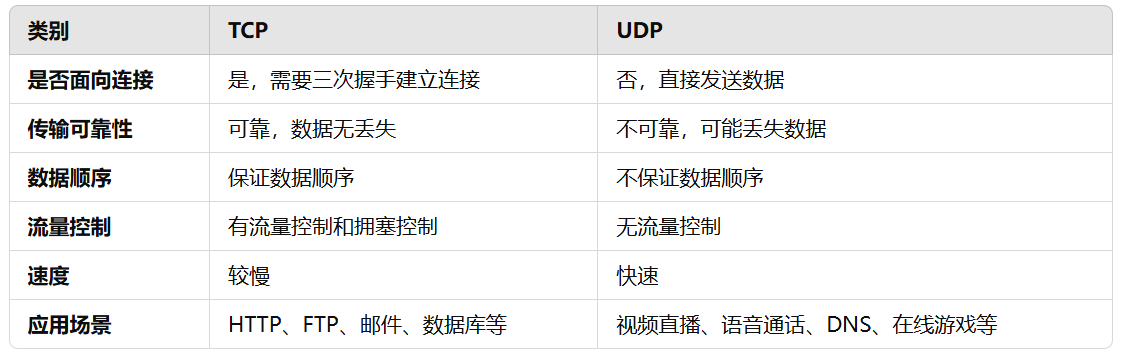 类别 TCP UDP
是否面向连接 是，需要三次握手建立连接 否，直接发送数据
传输可靠性 可靠，数据无丢失 不可靠，可能丢失数据
数据顺序 保证数据顺序 不保证数据顺序
流量控制 有流量控制和拥塞控制 无流量控制
速度 较慢 快速
应用场景 HTTP、FTP、邮件、数据库等 视频直播、语音通话、DNS、在线游戏等